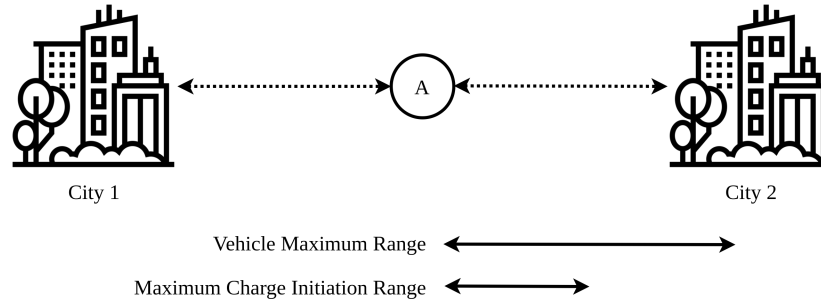 A
City 1
City 2
Vehicle Maximum Range
Maximum Charge Initiation Range